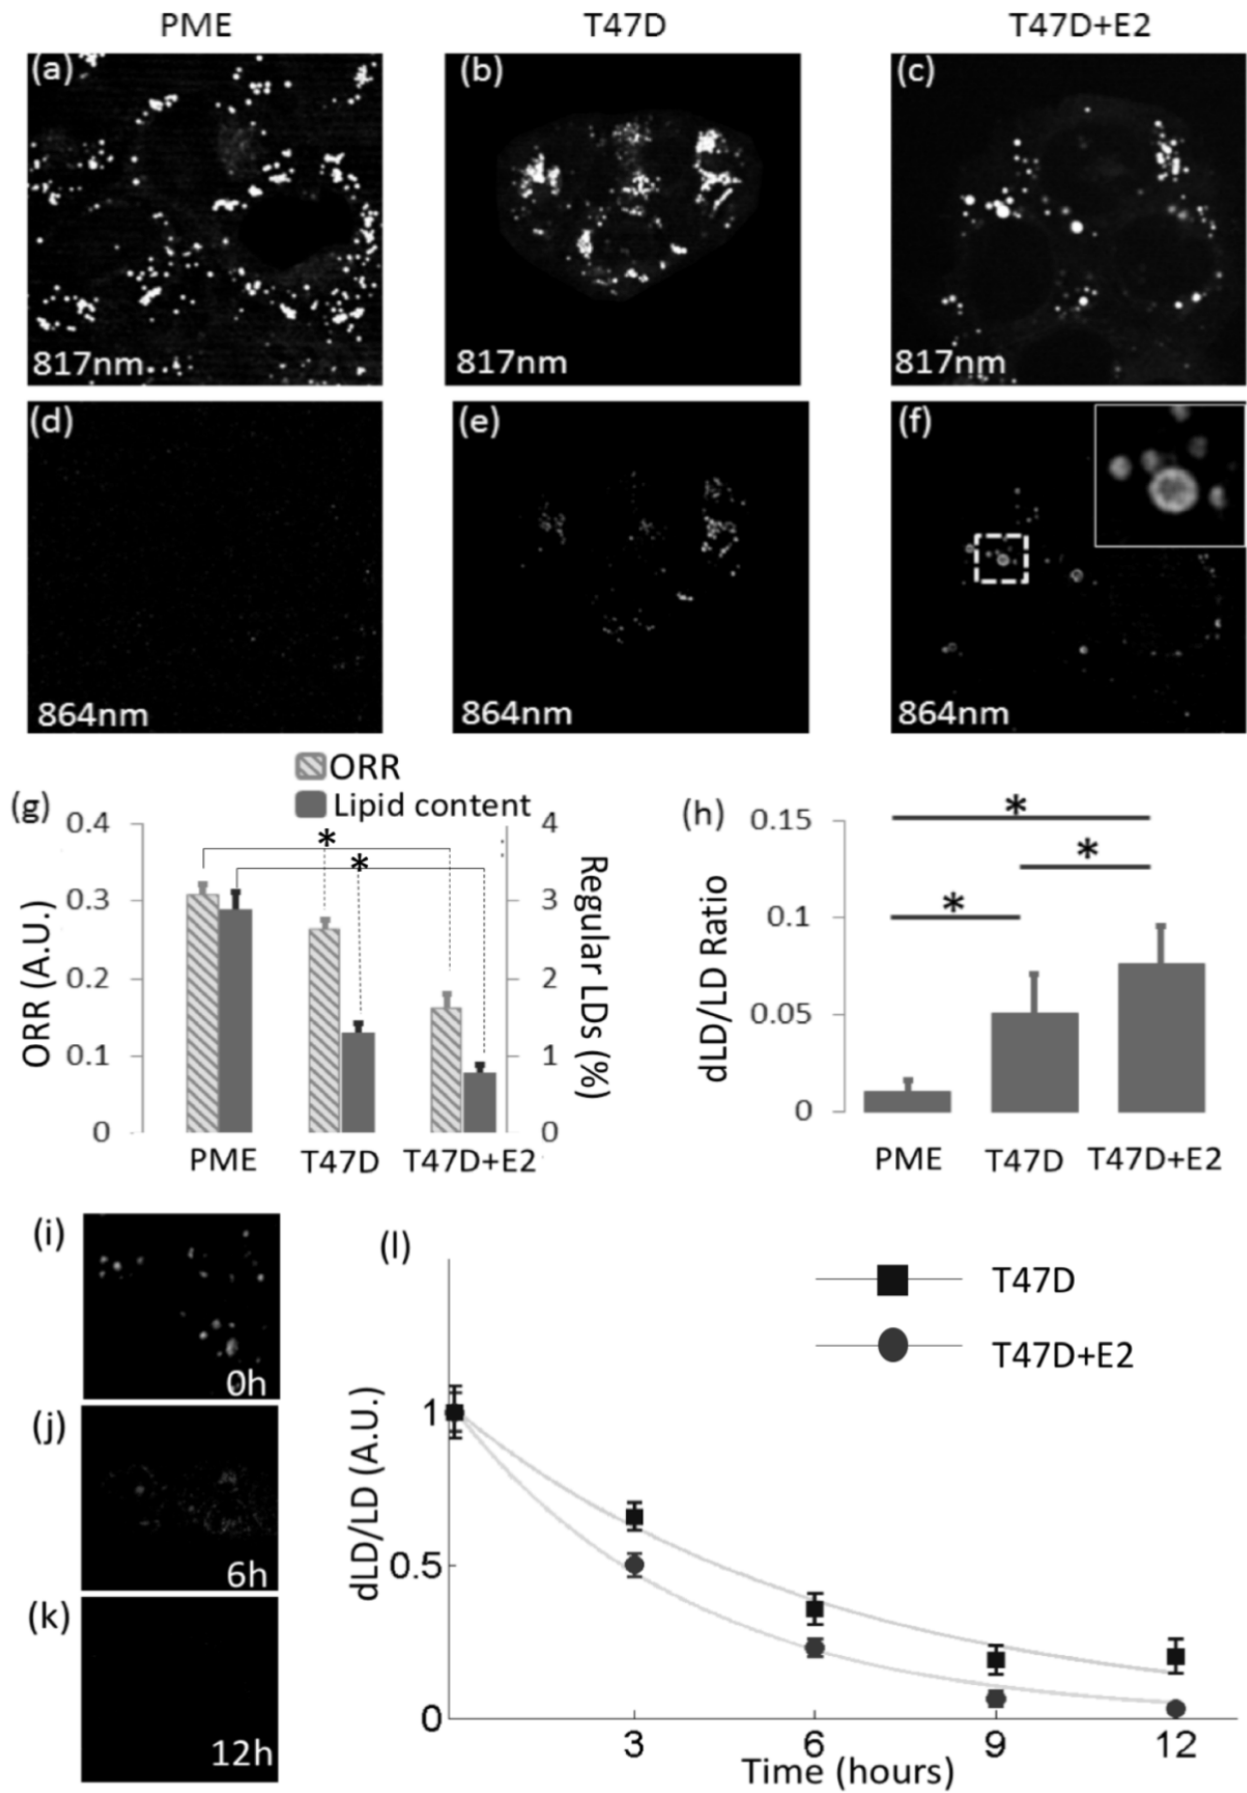 PME T47D T47D+E2
(a) (b) (c)
817nm 817nm 817nm
(d) (e) (f)
864nm 864nm 864nm
ORR
Lipid content
(g)
0.4
0.3
0.2
0.1
0
ORR (A.U.)
* *
4
3
2
1
0
Regular LDs (%)
PME T47D T47D+E2
(h)
0.15
0.1
0.05
0
dLD/LD Ratio
* * *
PME T47D T47D+E2
(i)
0h
(j)
6h
(k)
12h
(l)
T47D
T47D+E2
1
0.5
0
dLD/LD (A.U.)
3 6 9 12
Time (hours)